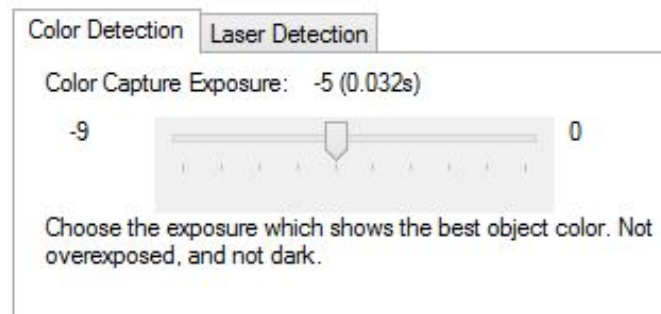 Color Detection Laser Detection
Color Capture Exposure: -5 (0.032s)
-9 0
Choose the exposure which shows the best object color. Not
overexposed, and not dark.